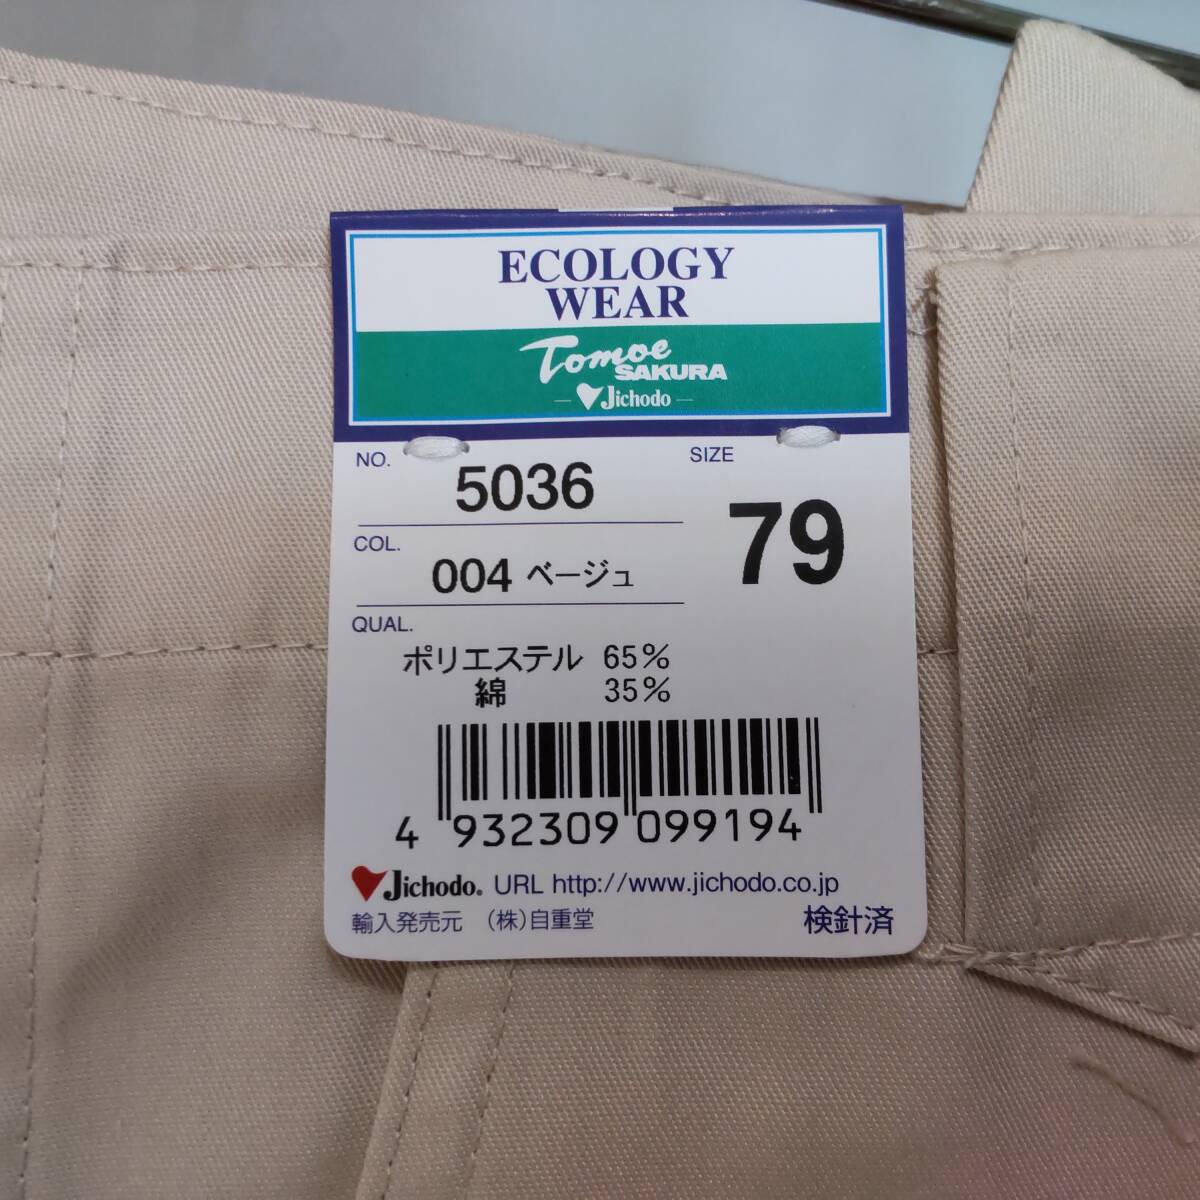 ECOLOGY
WEAR
Tomoe
SAKURA
Jichodo
NO. 5036
SIZE 79
COL. 004 ベージュ
QUAL.
ポリエステル 65%
綿 35%
4 932309 099194
Jichodo. URL http://www.jichodo.co.jp
輸入発売元 (株)自重堂 検針済